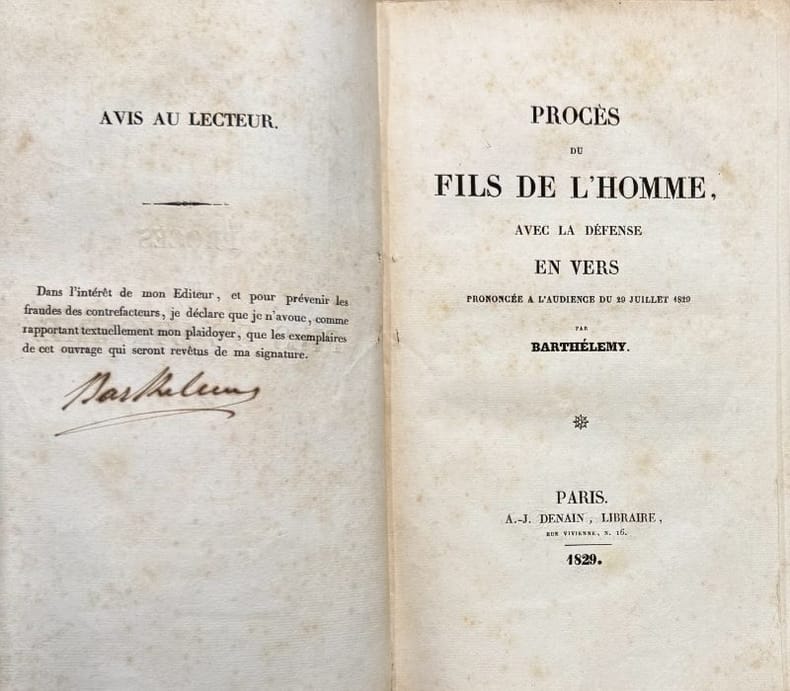 AVIS AU LECTEUR.
Dans l'intérêt de mon Editeur, et pour prévenir les
fraudes des contrefacteurs, je déclare que je n'avoue, comme
rapportant textuellement mon plaidoyer, que les exemplaires
de cet ouvrage qui seront revêtus de ma signature.
Barthelemy
PROCÈS
DU
FILS DE L'HOMME,
AVEC LA DÉFENSE
EN VERS
PRONONCÉE A L'AUDIENCE DU 29 JUILLET 1829
PAR
BARTHÉLEMY.
PARIS.
A.-J. DENAIN, LIBRAIRE,
RUE VIVIENNE, N. 16.
1829.